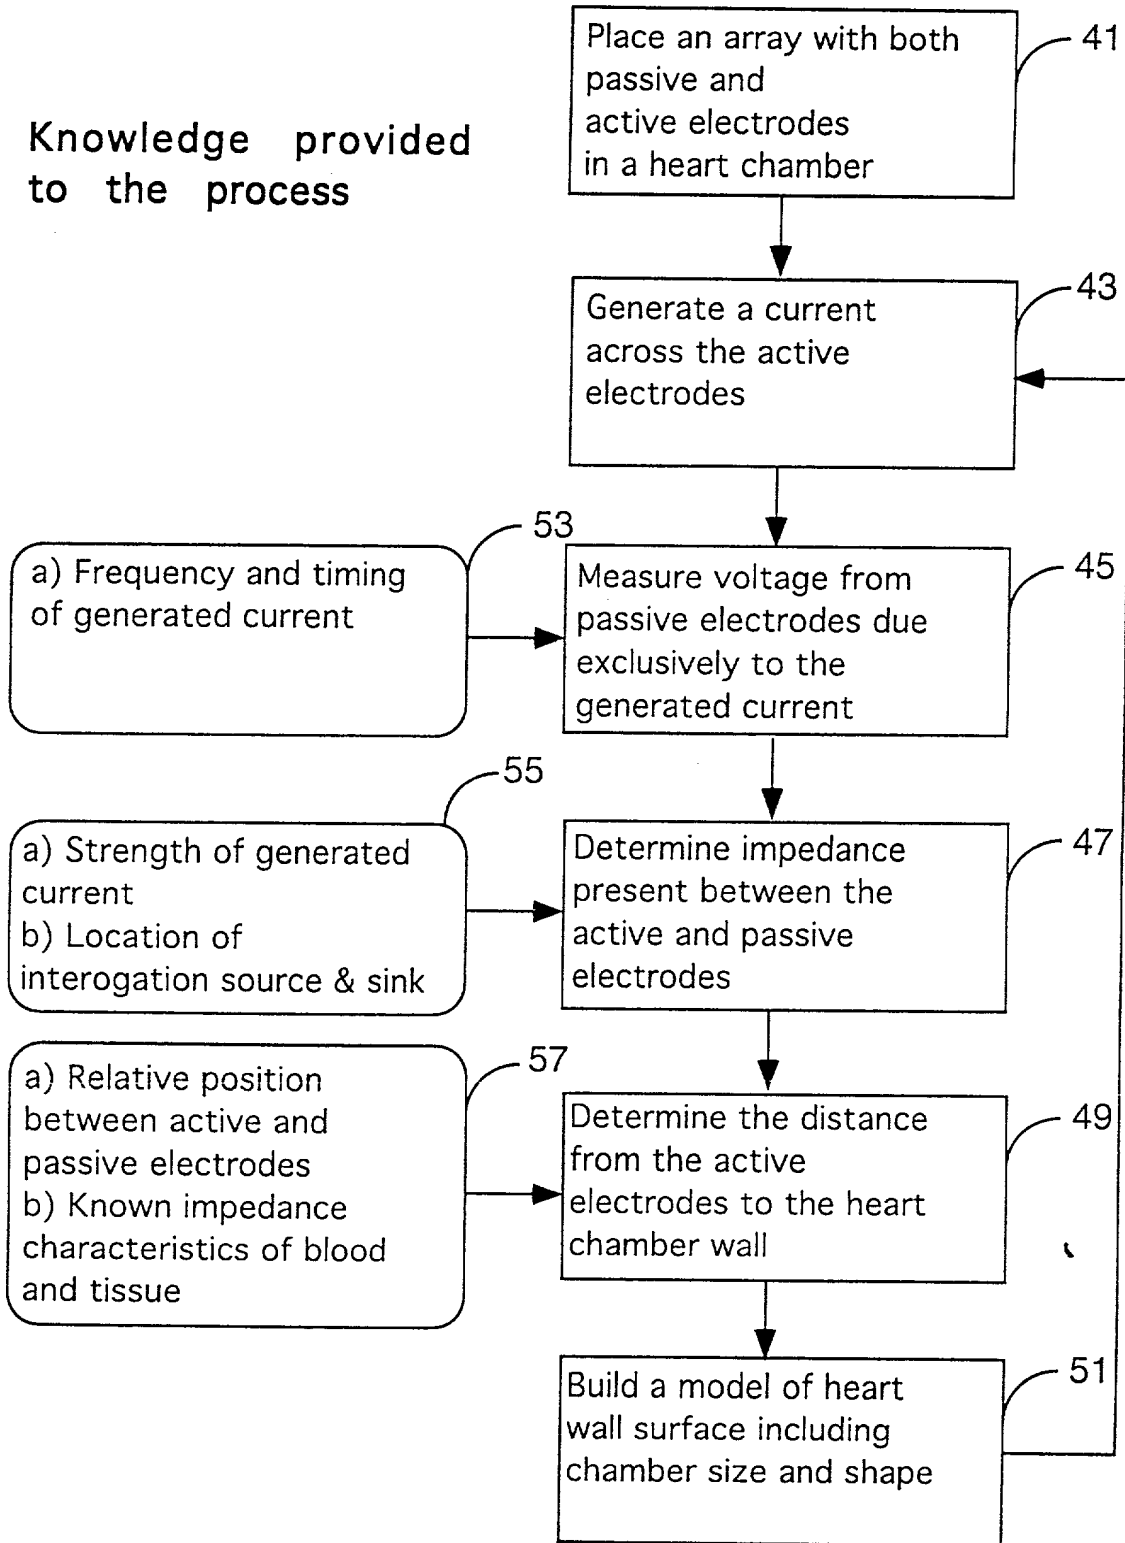 Knowledge provided
to the process
Place an array with both
passive and
active electrodes
in a heart chamber
41
Generate a current
across the active
electrodes
43
a) Frequency and timing
of generated current
53
Measure voltage from
passive electrodes due
exclusively to the
generated current
45
a) Strength of generated
current
b) Location of
interogation source & sink
55
Determine impedance
present between the
active and passive
electrodes
47
a) Relative position
between active and
passive electrodes
b) Known impedance
characteristics of blood
and tissue
57
Determine the distance
from the active
electrodes to the heart
chamber wall
49
Build a model of heart
wall surface including
chamber size and shape
51